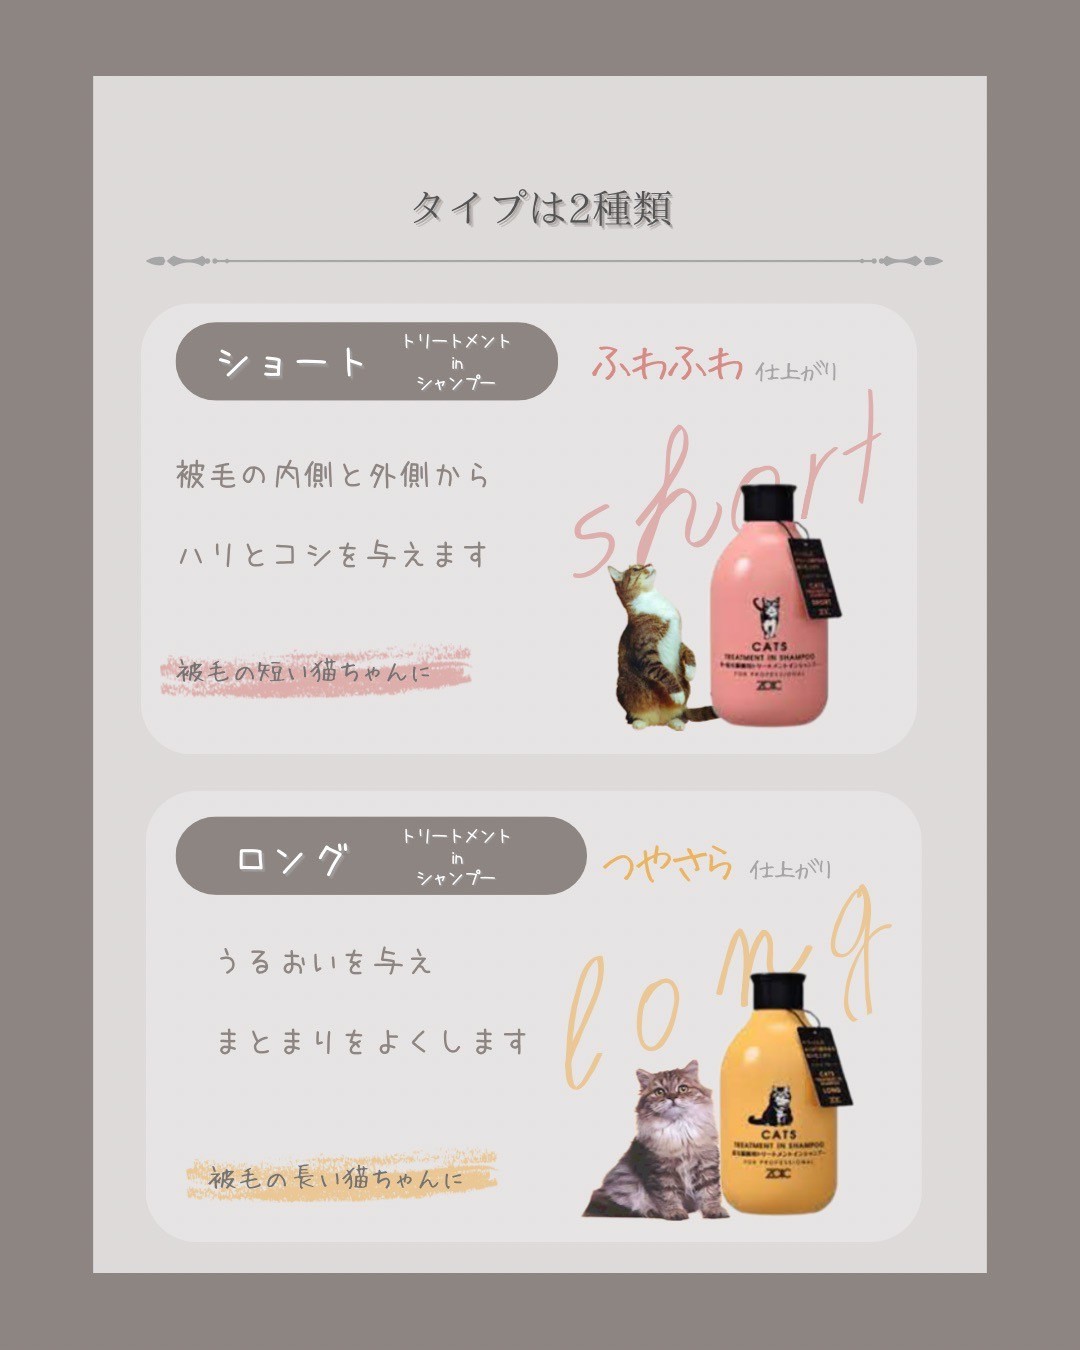 タイプは2種類
ショート
トリートメント
in
シャンプー
ふわふわ 仕上がり
short
被毛の内側と外側から
ハリとコシを与えます
被毛の短い猫ちゃんに
CATS
TREATMENT IN SHAMPOO
FOR PROFESSIONAL
ZOIC
CATS
SHORT
ロング
トリートメント
in
シャンプー
つやさら 仕上がり
long
うるおいを与え
まとまりをよくします
被毛の長い猫ちゃんに
CATS
TREATMENT IN SHAMPOO
FOR PROFESSIONAL
ZOIC
CATS
LONG